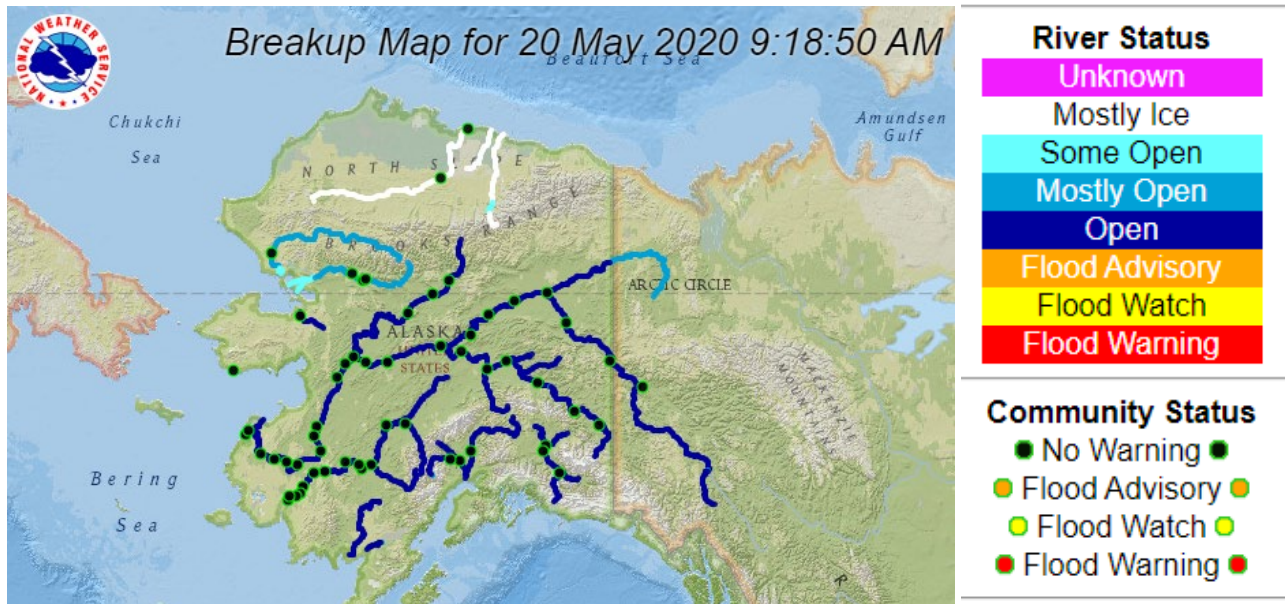 NATIONAL WEATHER SERVICE
Breakup Map for 20 May 2020 9:18:50 AM
Beaufort Sea
Chukchi
Sea
Amundsen
Gulf
NORTH SLOPE
BROOKS RANGE
ARCTIC CIRCLE
ALASKA
STATES
MACKENZIE
MOUNTAINS
Bering
Sea
R
River Status
Unknown
Mostly Ice
Some Open
Mostly Open
Open
Flood Advisory
Flood Watch
Flood Warning
Community Status
No Warning
Flood Advisory
Flood Watch
Flood Warning